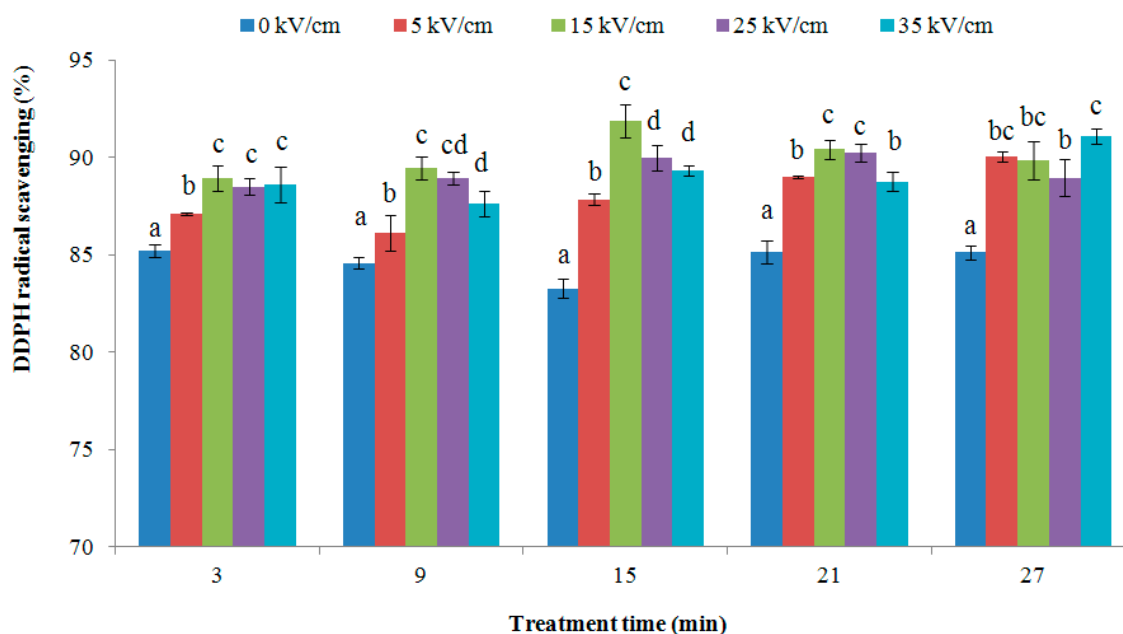 0 kV/cm 5 kV/cm 15 kV/cm 25 kV/cm 35 kV/cm
DDPH radical scavenging (%)
95
90
85
80
75
70
a b c c c
a b c cd d
a b c d d
a b c c b
a bc bc b c
3 9 15 21 27
Treatment time (min)